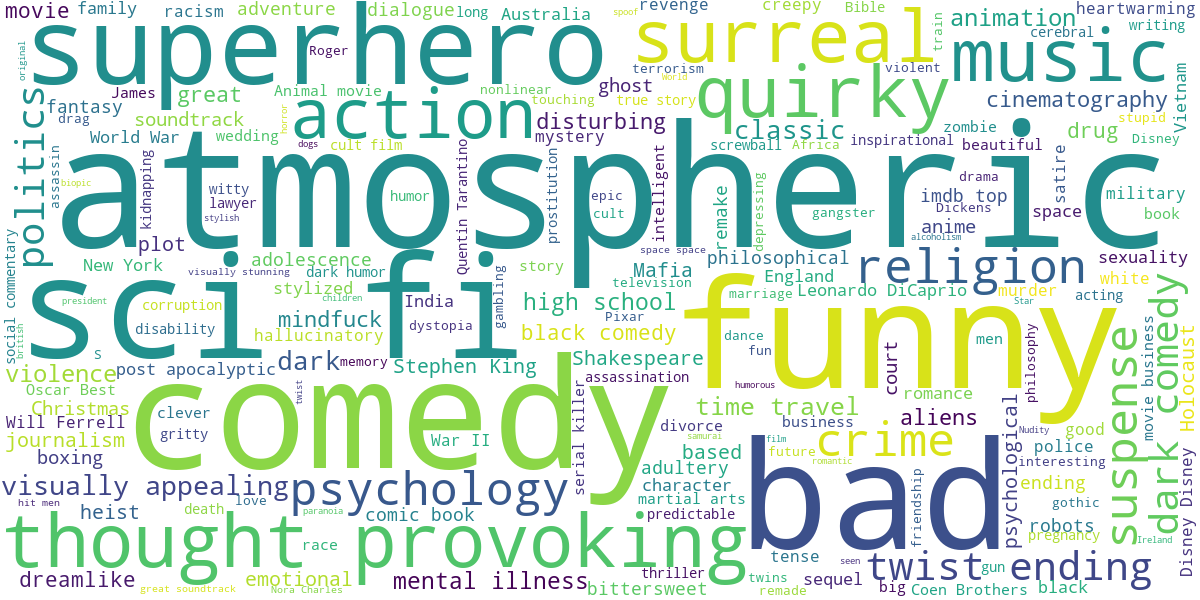 movie
family
racism
adventure
dialogue
long
Australia
spoof
revenge
creepy
Bible
train
animation
heartwarming
cerebral
writing
superhero
surreal
music
original
Roger
terrorism
World
violent
quirky
Vietnam
James
great
Animal movie
nonlinear
ghost
true story
touching
cinematography
fantasy
drag
soundtrack
horror
action
disturbing
classic
stupid
politics
World War
wedding
cult film
mystery
screwball
Africa
inspirational
zombie
beautiful
drug
Disney
assassin
kidnapping
dogs
atmospheric
Quentin Tarantino
prostitution
intelligent
satire
biopic
witty
lawyer
stylish
humor
epic
cult
remake
depressing
gangster
drama
imdb top
Dickens
space
military
book
plot
anime
alcoholism
social commentary
New York
adolescence
visually stunning
dark humor
story
space space
Mafia
television
philosophical
religion
sexuality
sci fi
president
stylized
children
India
gambling
high school
marriage
England
Leonardo DiCaprio
murder
Star
acting
white
corruption
disability
hallucinatory
mindfuck
dystopia
Pixar
black comedy
dance
fun
funny
men
philosophy
british
s
post apocalyptic
dark
memory
Stephen King
Shakespeare
court
suspense
movie business
dark comedy
Holocaust
violence
Oscar Best
twist
comedy
assassination
humorous
romance
Christmas
clever
time travel
aliens
Will Ferrell
journalism
gritty
War II
serial killer
divorce
business
samurai
film
crime
psychological
Nudity
good
police
boxing
based
future
romantic
interesting
adultery
character
bad
visually appealing
psychology
martial arts
ending
gothic
Disney Disney
hit men
heist
death
love
paranoia
comic book
predictable
friendship
robots
pregnancy
Ireland
thought provoking
race
thriller
tense
seen
twist ending
gun
dreamlike
great soundtrack
emotional
Nora Charles
mental illness
bittersweet
twins
remade
sequel
big
Coen Brothers
black